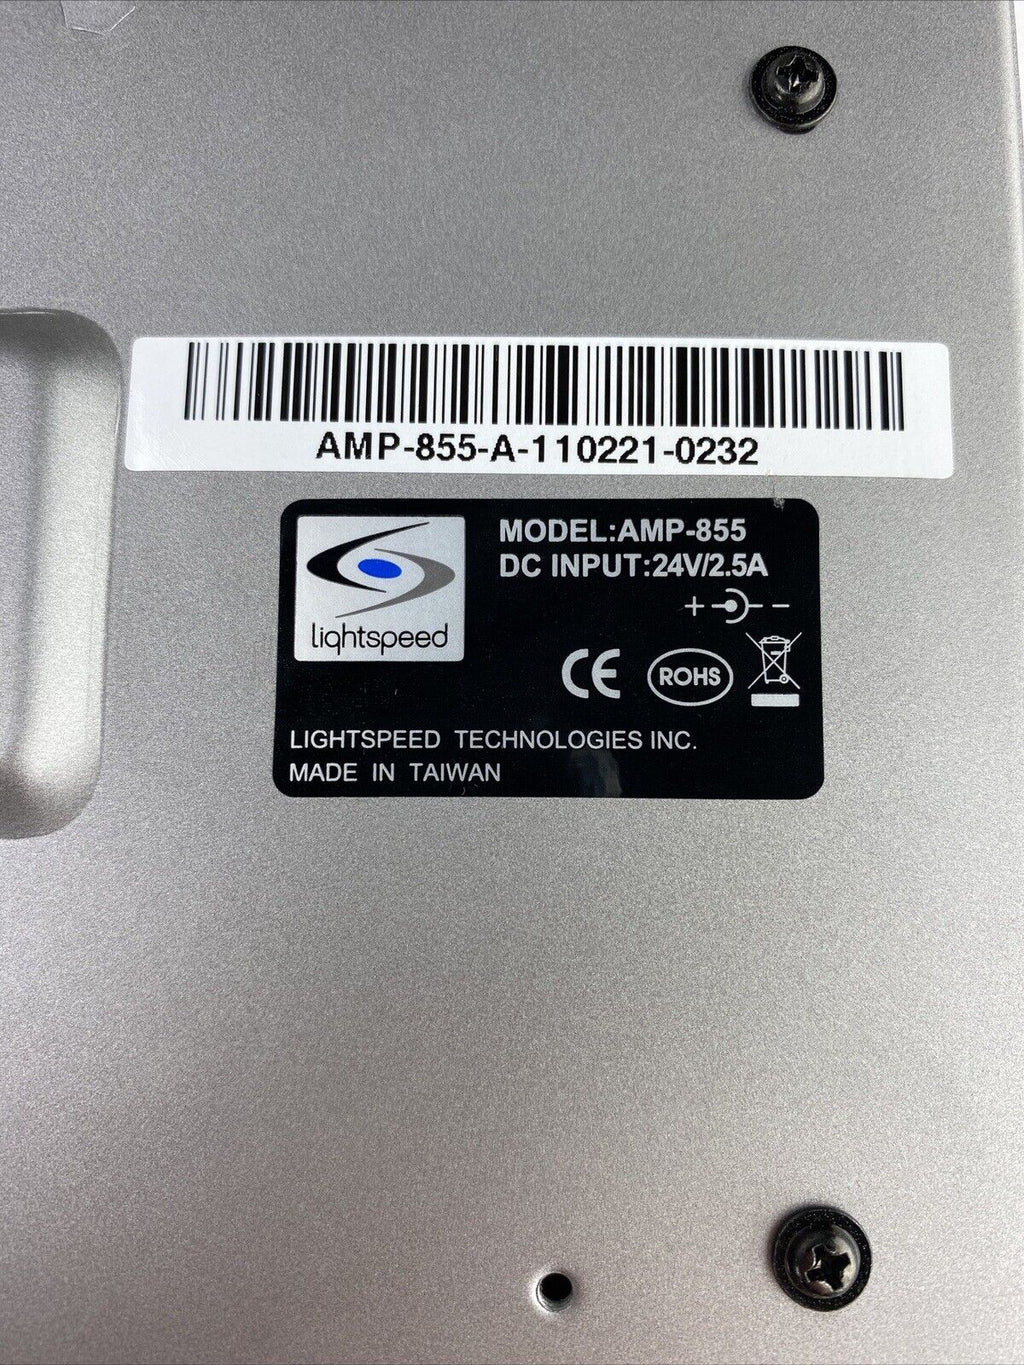 AMP-855-A-110221-0232
lightspeed
MODEL:AMP-855
DC INPUT:24V/2.5A
+ -
CE ROHS
LIGHTSPEED TECHNOLOGIES INC.
MADE IN TAIWAN